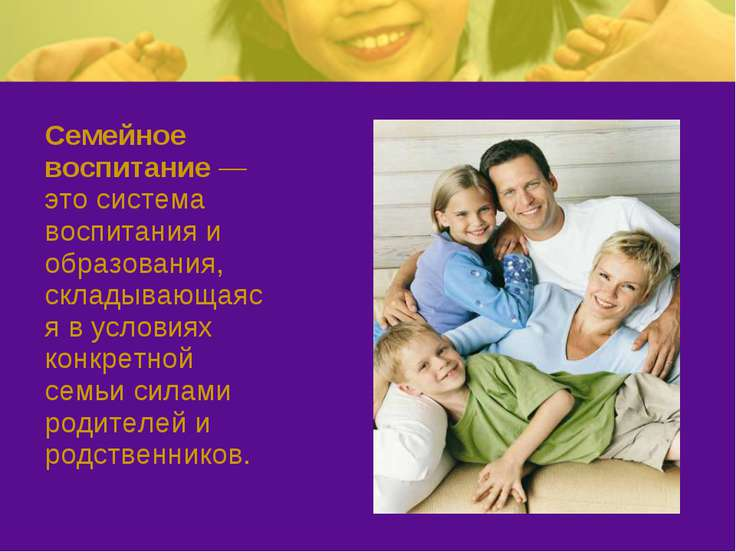 Семейное
воспитание —
это система
воспитания и
образования,
складывающаяс
я в условиях
конкретной
семьи силами
родителей и
родственников.